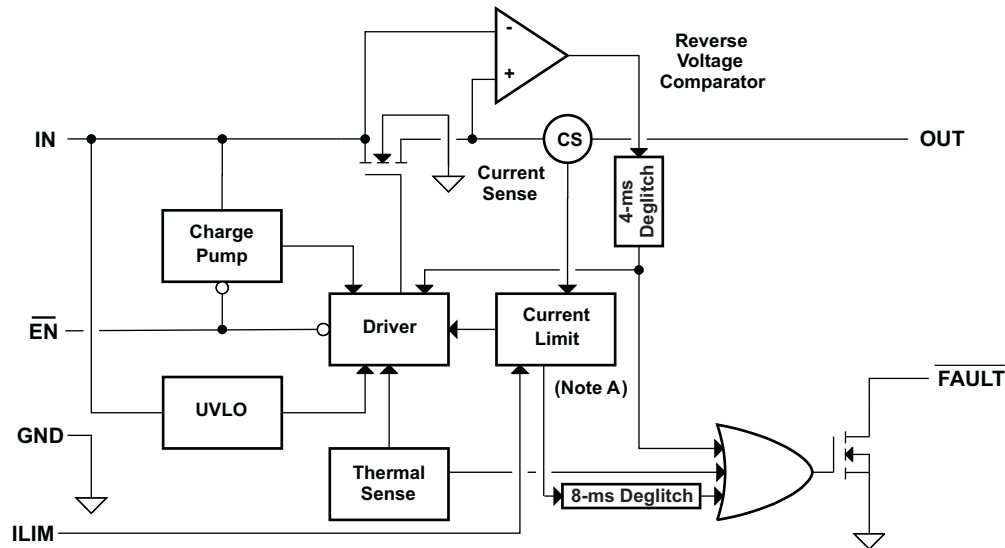 -
+
Reverse
Voltage
Comparator
IN
CS
OUT
Current
Sense
4-ms
Deglitch
Charge
Pump
EN
Driver
Current
Limit
(Note A)
FAULT
UVLO
GND
Thermal
Sense
8-ms Deglitch
ILIM